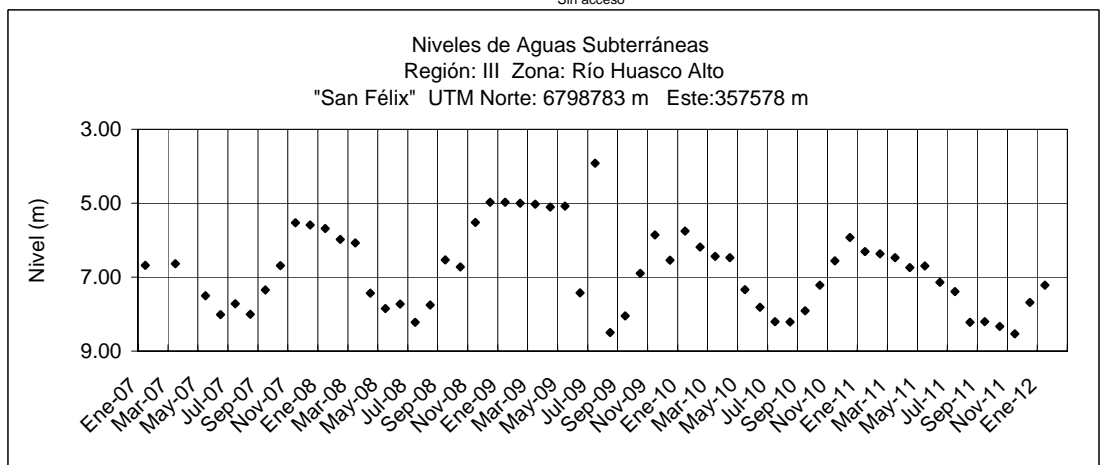 Sin acceso
Niveles de Aguas Subterráneas
Región: III  Zona: Río Huasco Alto
"San Félix"  UTM Norte: 6798783 m   Este:357578 m
3.00
5.00
7.00
9.00
Nivel (m)
Ene-07
Mar-07
May-07
Jul-07
Sep-07
Nov-07
Ene-08
Mar-08
May-08
Jul-08
Sep-08
Nov-08
Ene-09
Mar-09
May-09
Jul-09
Sep-09
Nov-09
Ene-10
Mar-10
May-10
Jul-10
Sep-10
Nov-10
Ene-11
Mar-11
May-11
Jul-11
Sep-11
Nov-11
Ene-12